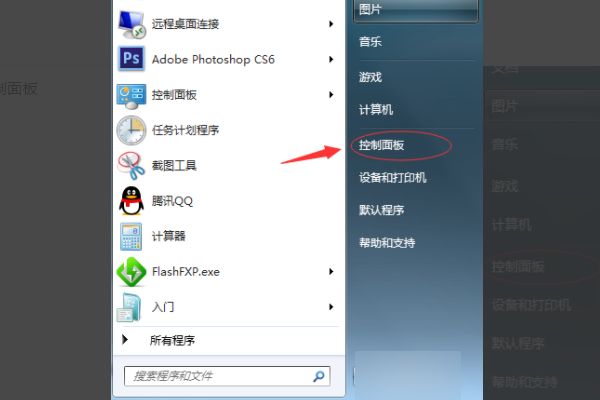 远程桌面连接
Adobe Photoshop CS6
控制面板
任务计划程序
截图工具
腾讯QQ
计算器
FlashFXP.exe
入门
所有程序
搜索程序和文件
图片
音乐
游戏
计算机
控制面板
设备和打印机
默认程序
帮助和支持
制面板
图片
音乐
游戏
计算机
控制面板
设备和打印机
默认程序
帮助和支持